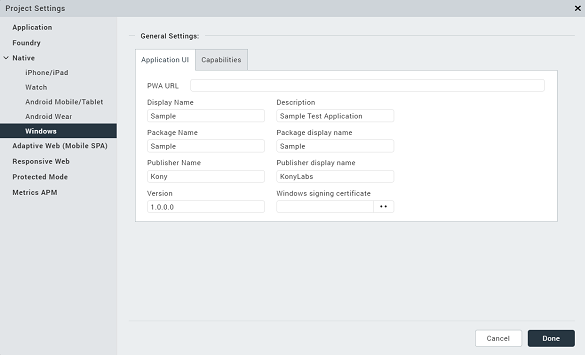 Project Settings
Application
Foundry
Native
iPhone/iPad
Watch
Android Mobile/Tablet
Android Wear
Windows
Adaptive Web (Mobile SPA)
Responsive Web
Protected Mode
Metrics APM
General Settings:
Application UI
Capabilities
PWA URL
Display Name
Description
Sample
Sample Test Application
Package Name
Package display name
Sample
Sample
Publisher Name
Publisher display name
Kony
KonyLabs
Version
Windows signing certificate
1.0.0.0
Cancel
Done